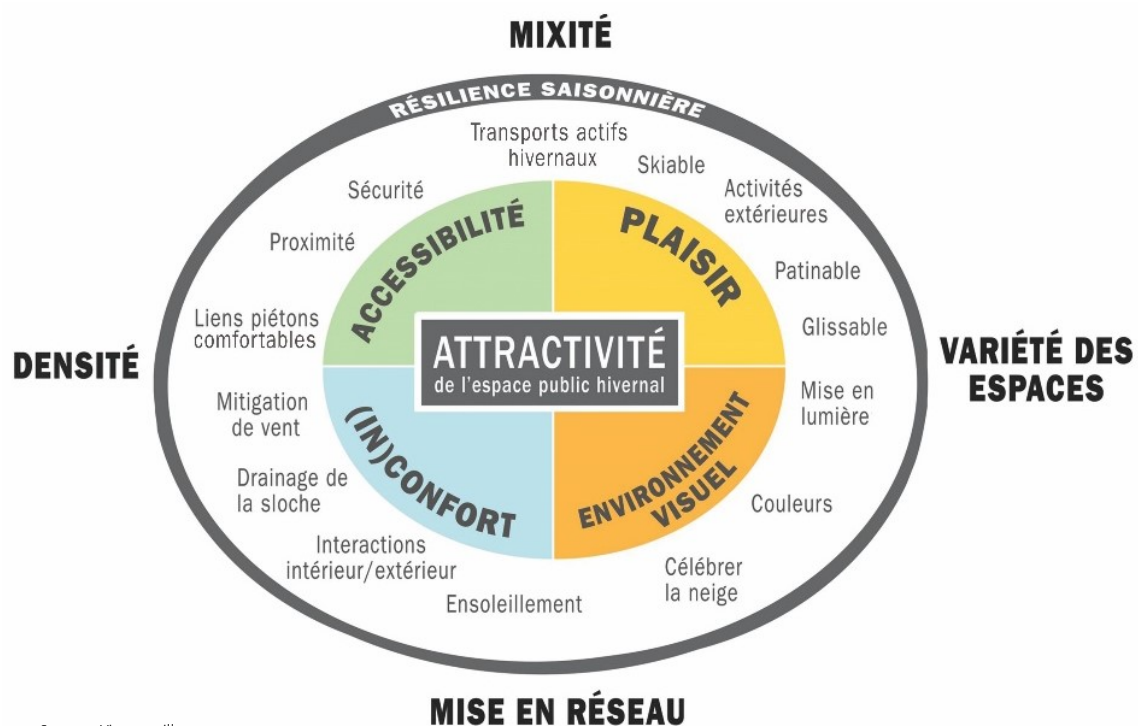 MIXITÉ
RÉSILIENCE SAISONNIÈRE
Transports actifs
hivernaux
Skiable
Activités
extérieures
Sécurité
Proximité
Patinable
Liens piétons
comfortables
Glissable
ACCESSIBILITÉ
PLAISIR
ATTRACTIVITÉ
de l'espace public hivernal
DENSITÉ
VARIÉTÉ DES
ESPACES
(IN)CONFORT
ENVIRONNEMENT
VISUEL
Mitigation
de vent
Mise en
lumière
Drainage de
la sloche
Couleurs
Interactions
intérieur/extérieur
Ensoleillement
Célébrer
la neige
MISE EN RÉSEAU